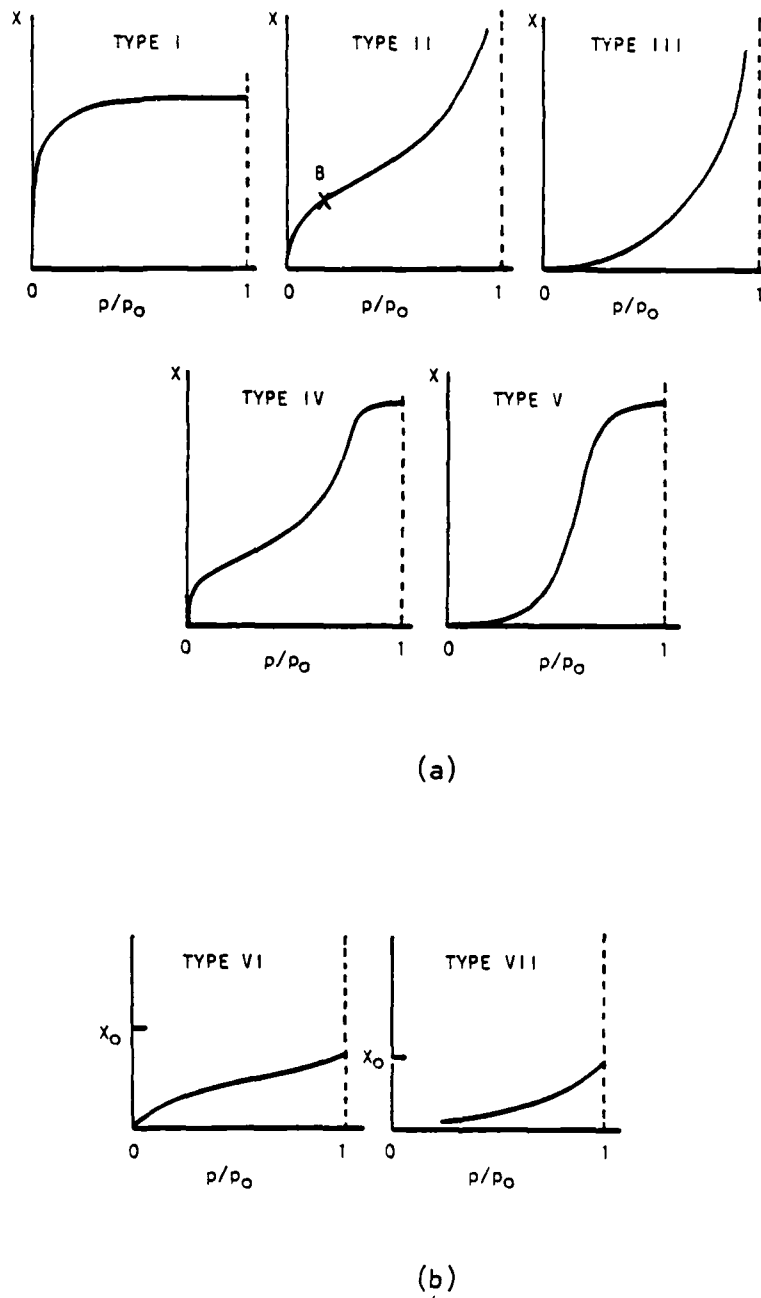 X TYPE I
0 1
p/p₀
X TYPE II
B
0 1
p/p₀
X TYPE III
0 1
p/p₀
X TYPE IV
0 1
p/p₀
X TYPE V
0 1
p/p₀
(a)
TYPE VI
X₀
0 1
p/p₀
TYPE VII
X₀
0 1
p/p₀
(b)